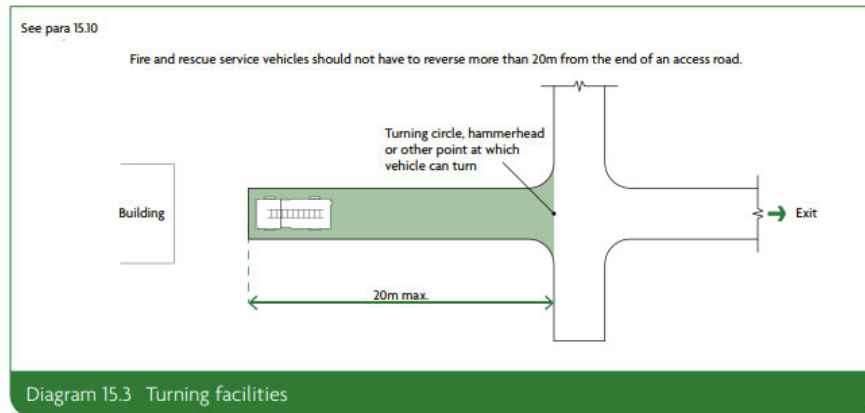 See para 15.10
Fire and rescue service vehicles should not have to reverse more than 20m from the end of an access road.
Turning circle, hammerhead
or other point at which
vehicle can turn
Building
Exit
20m max.
Diagram 15.3 Turning facilities